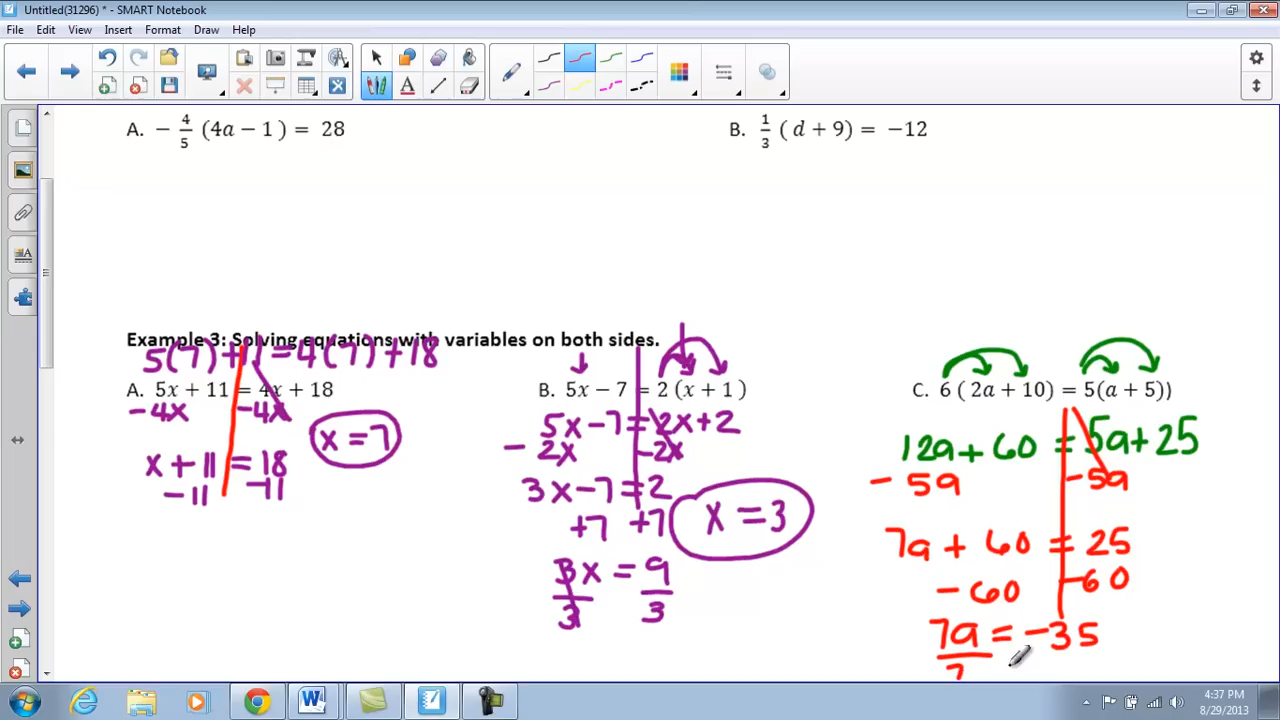 Untitled(31296) * - SMART Notebook
File Edit View Insert Format Draw Help
A. − 4/5 (4a − 1 ) = 28
B. 1/3 ( d + 9) = −12
Example 3: Solving equations with variables on both sides.
5(7)+11 = 4(7)+18
A. 5x + 11 = 4x + 18
-4x -4x
x = 7
x + 11 = 18
-11 -11
B. 5x − 7 = 2 (x + 1 )
5x-7 = 2x+2
- 2x -2x
3x-7 = 2
+7 +7
x = 3
3x = 9
3 3
C. 6 ( 2a + 10) = 5(a + 5))
12a + 60 = 5a + 25
- 5a -5a
7a + 60 = 25
- 60 -60
7a = -35
7
4:37 PM
8/29/2013